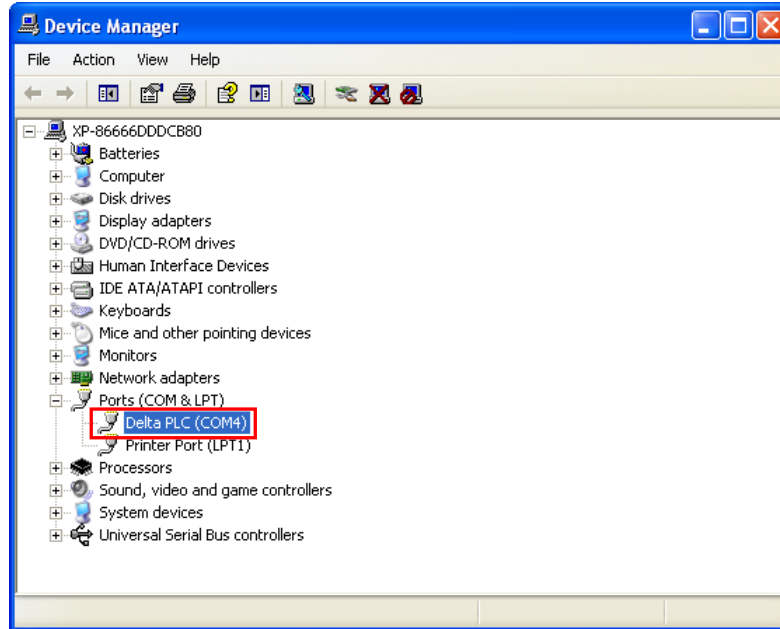 Device Manager
File Action View Help
XP-86666DDDCB80
Batteries
Computer
Disk drives
Display adapters
DVD/CD-ROM drives
Human Interface Devices
IDE ATA/ATAPI controllers
Keyboards
Mice and other pointing devices
Monitors
Network adapters
Ports (COM & LPT)
Delta PLC (COM4)
Printer Port (LPT1)
Processors
Sound, video and game controllers
System devices
Universal Serial Bus controllers